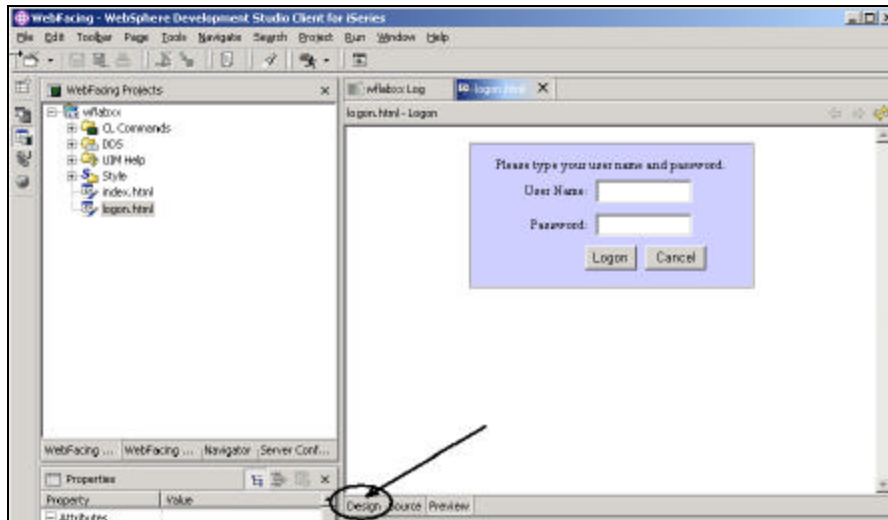 WebFacing - WebSphere Development Studio Client for iSeries
File Edit Toolbar Page Tools Navigate Search Project Run Window Help
WebFacing Projects
wflabxx
CL Commands
DDS
UIM Help
Style
index.html
logon.html
WebFacing ... WebFacing ... Navigator Server Conf...
Properties
Property Value
Attributes
wflabxx Log logon.html
logon.html - Logon
Please type your user name and password.
User Name:
Password:
Logon Cancel
Design Source Preview